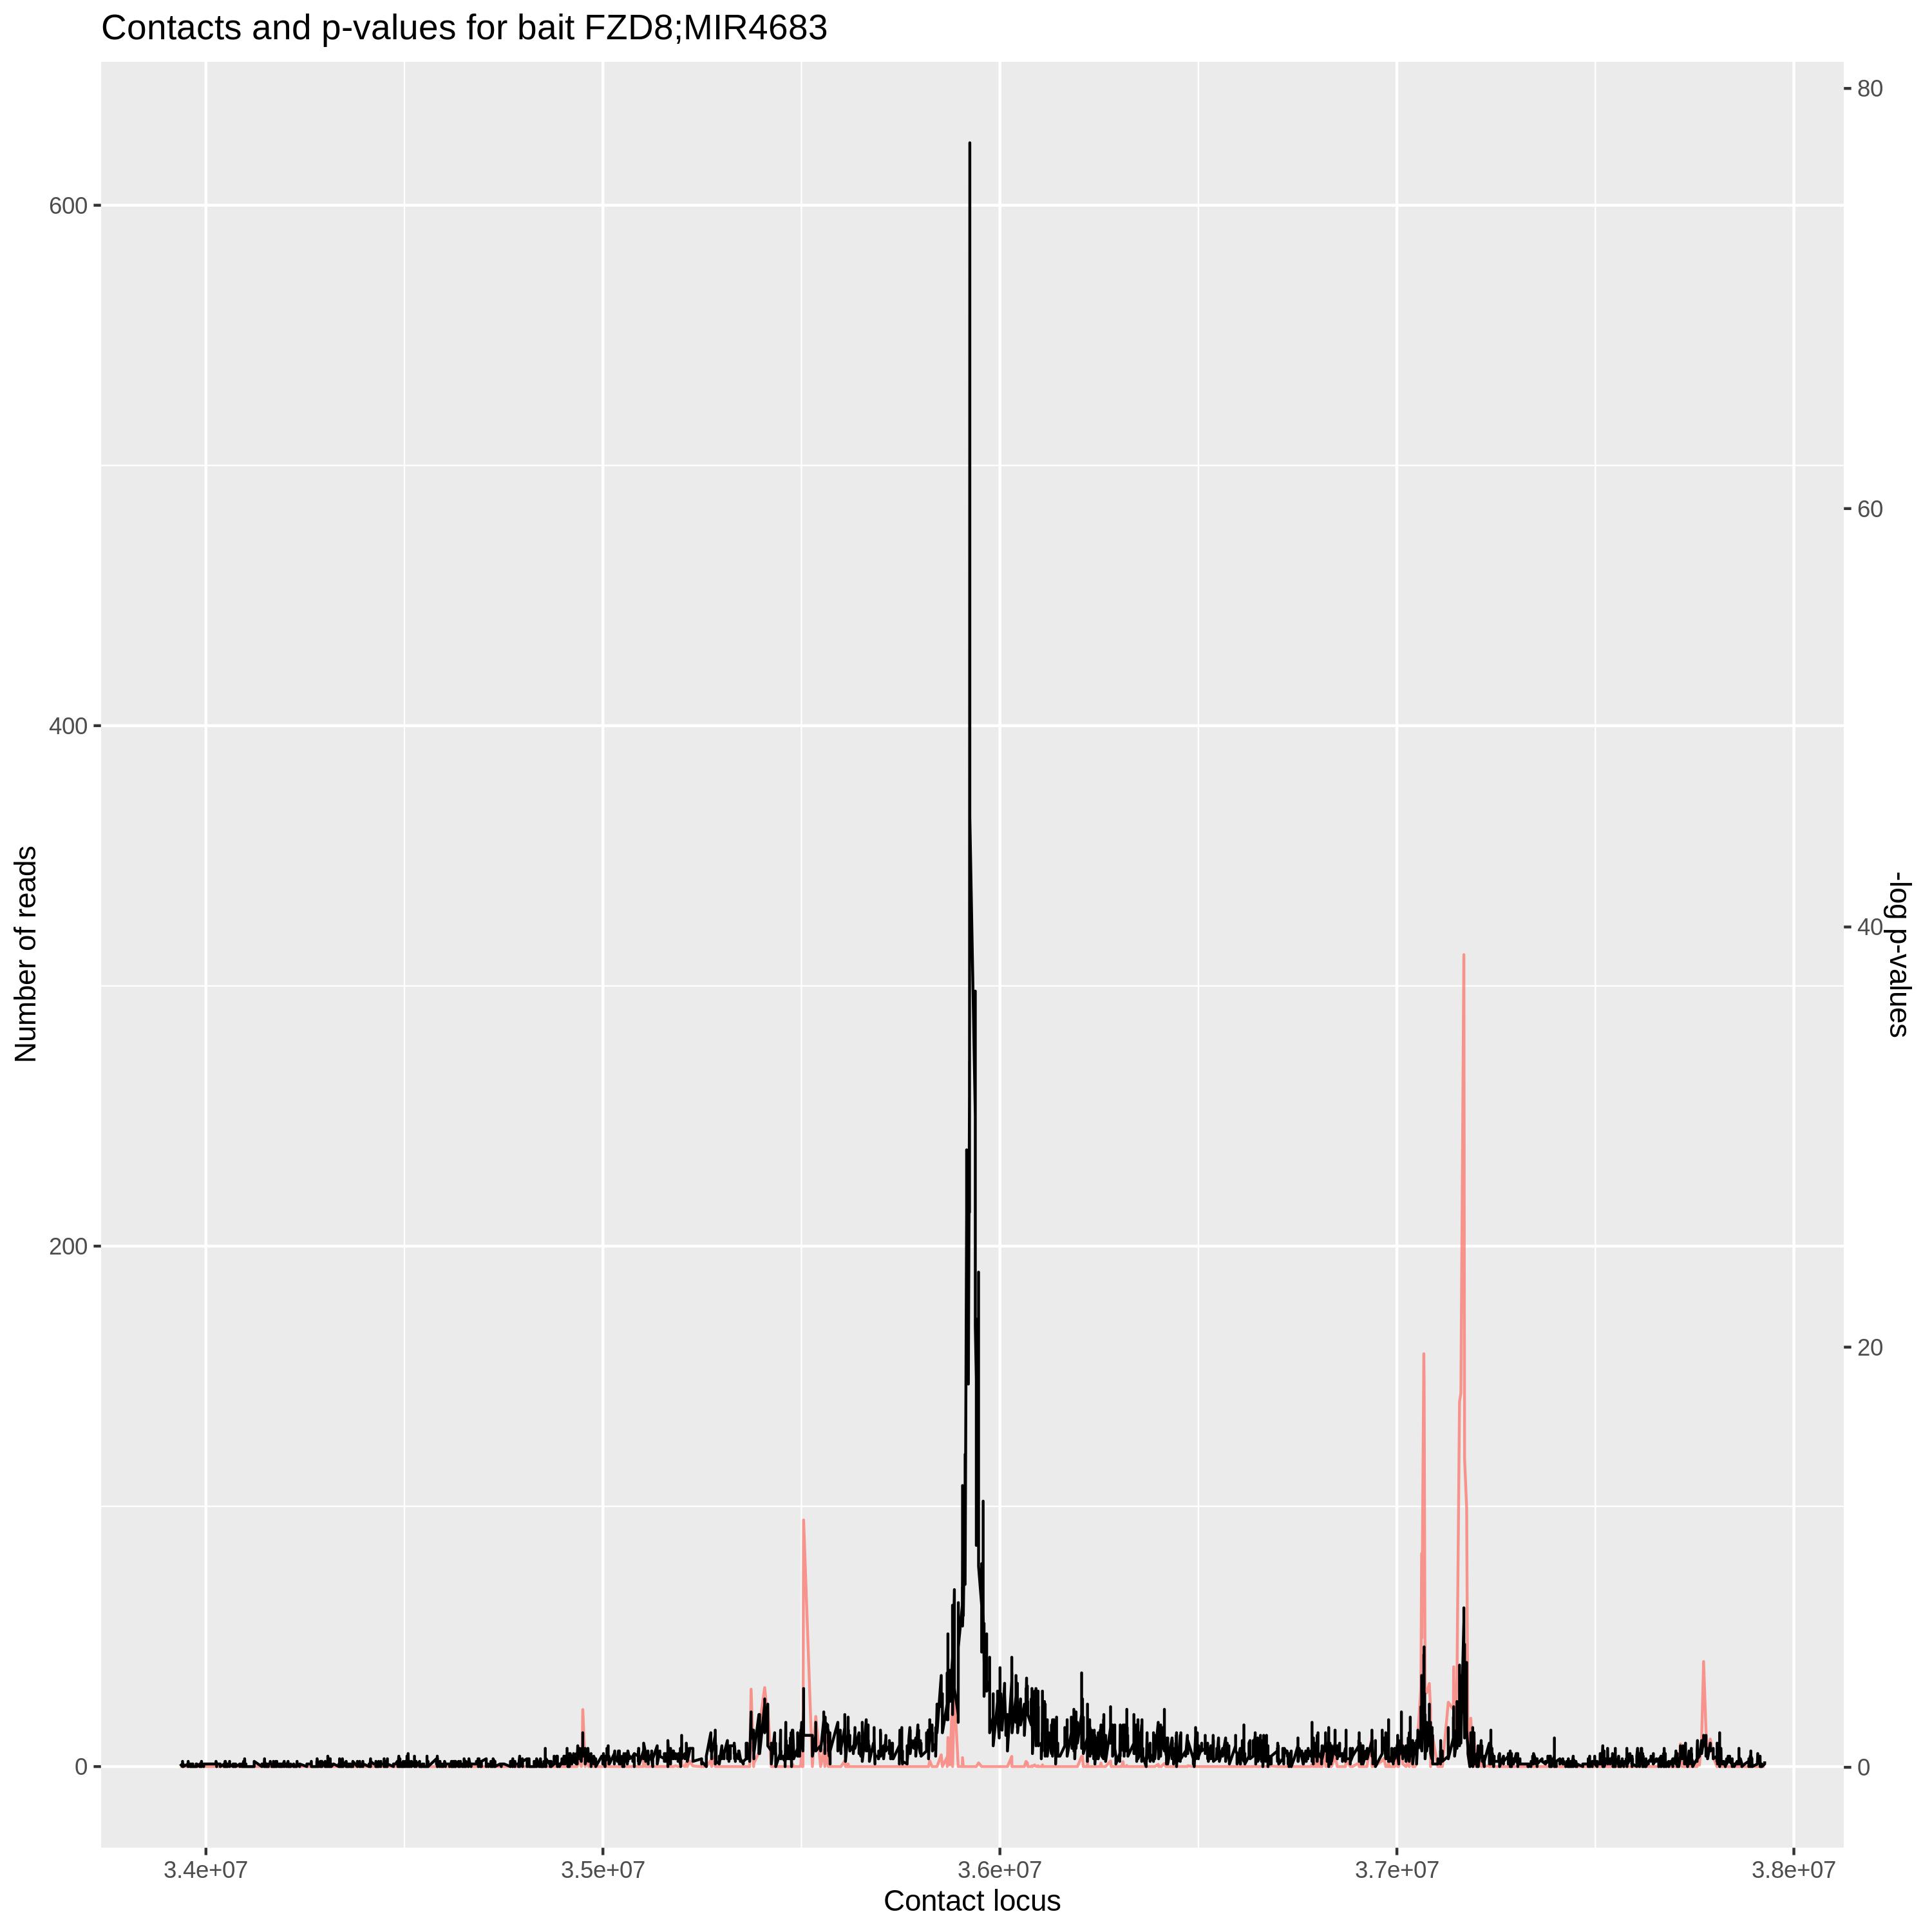 Contacts and p-values for bait FZD8;MIR4683
Number of reads
600
400
200
0
80
60
40
20
0
-log p-values
3.4e+07
3.5e+07
3.6e+07
3.7e+07
3.8e+07
Contact locus